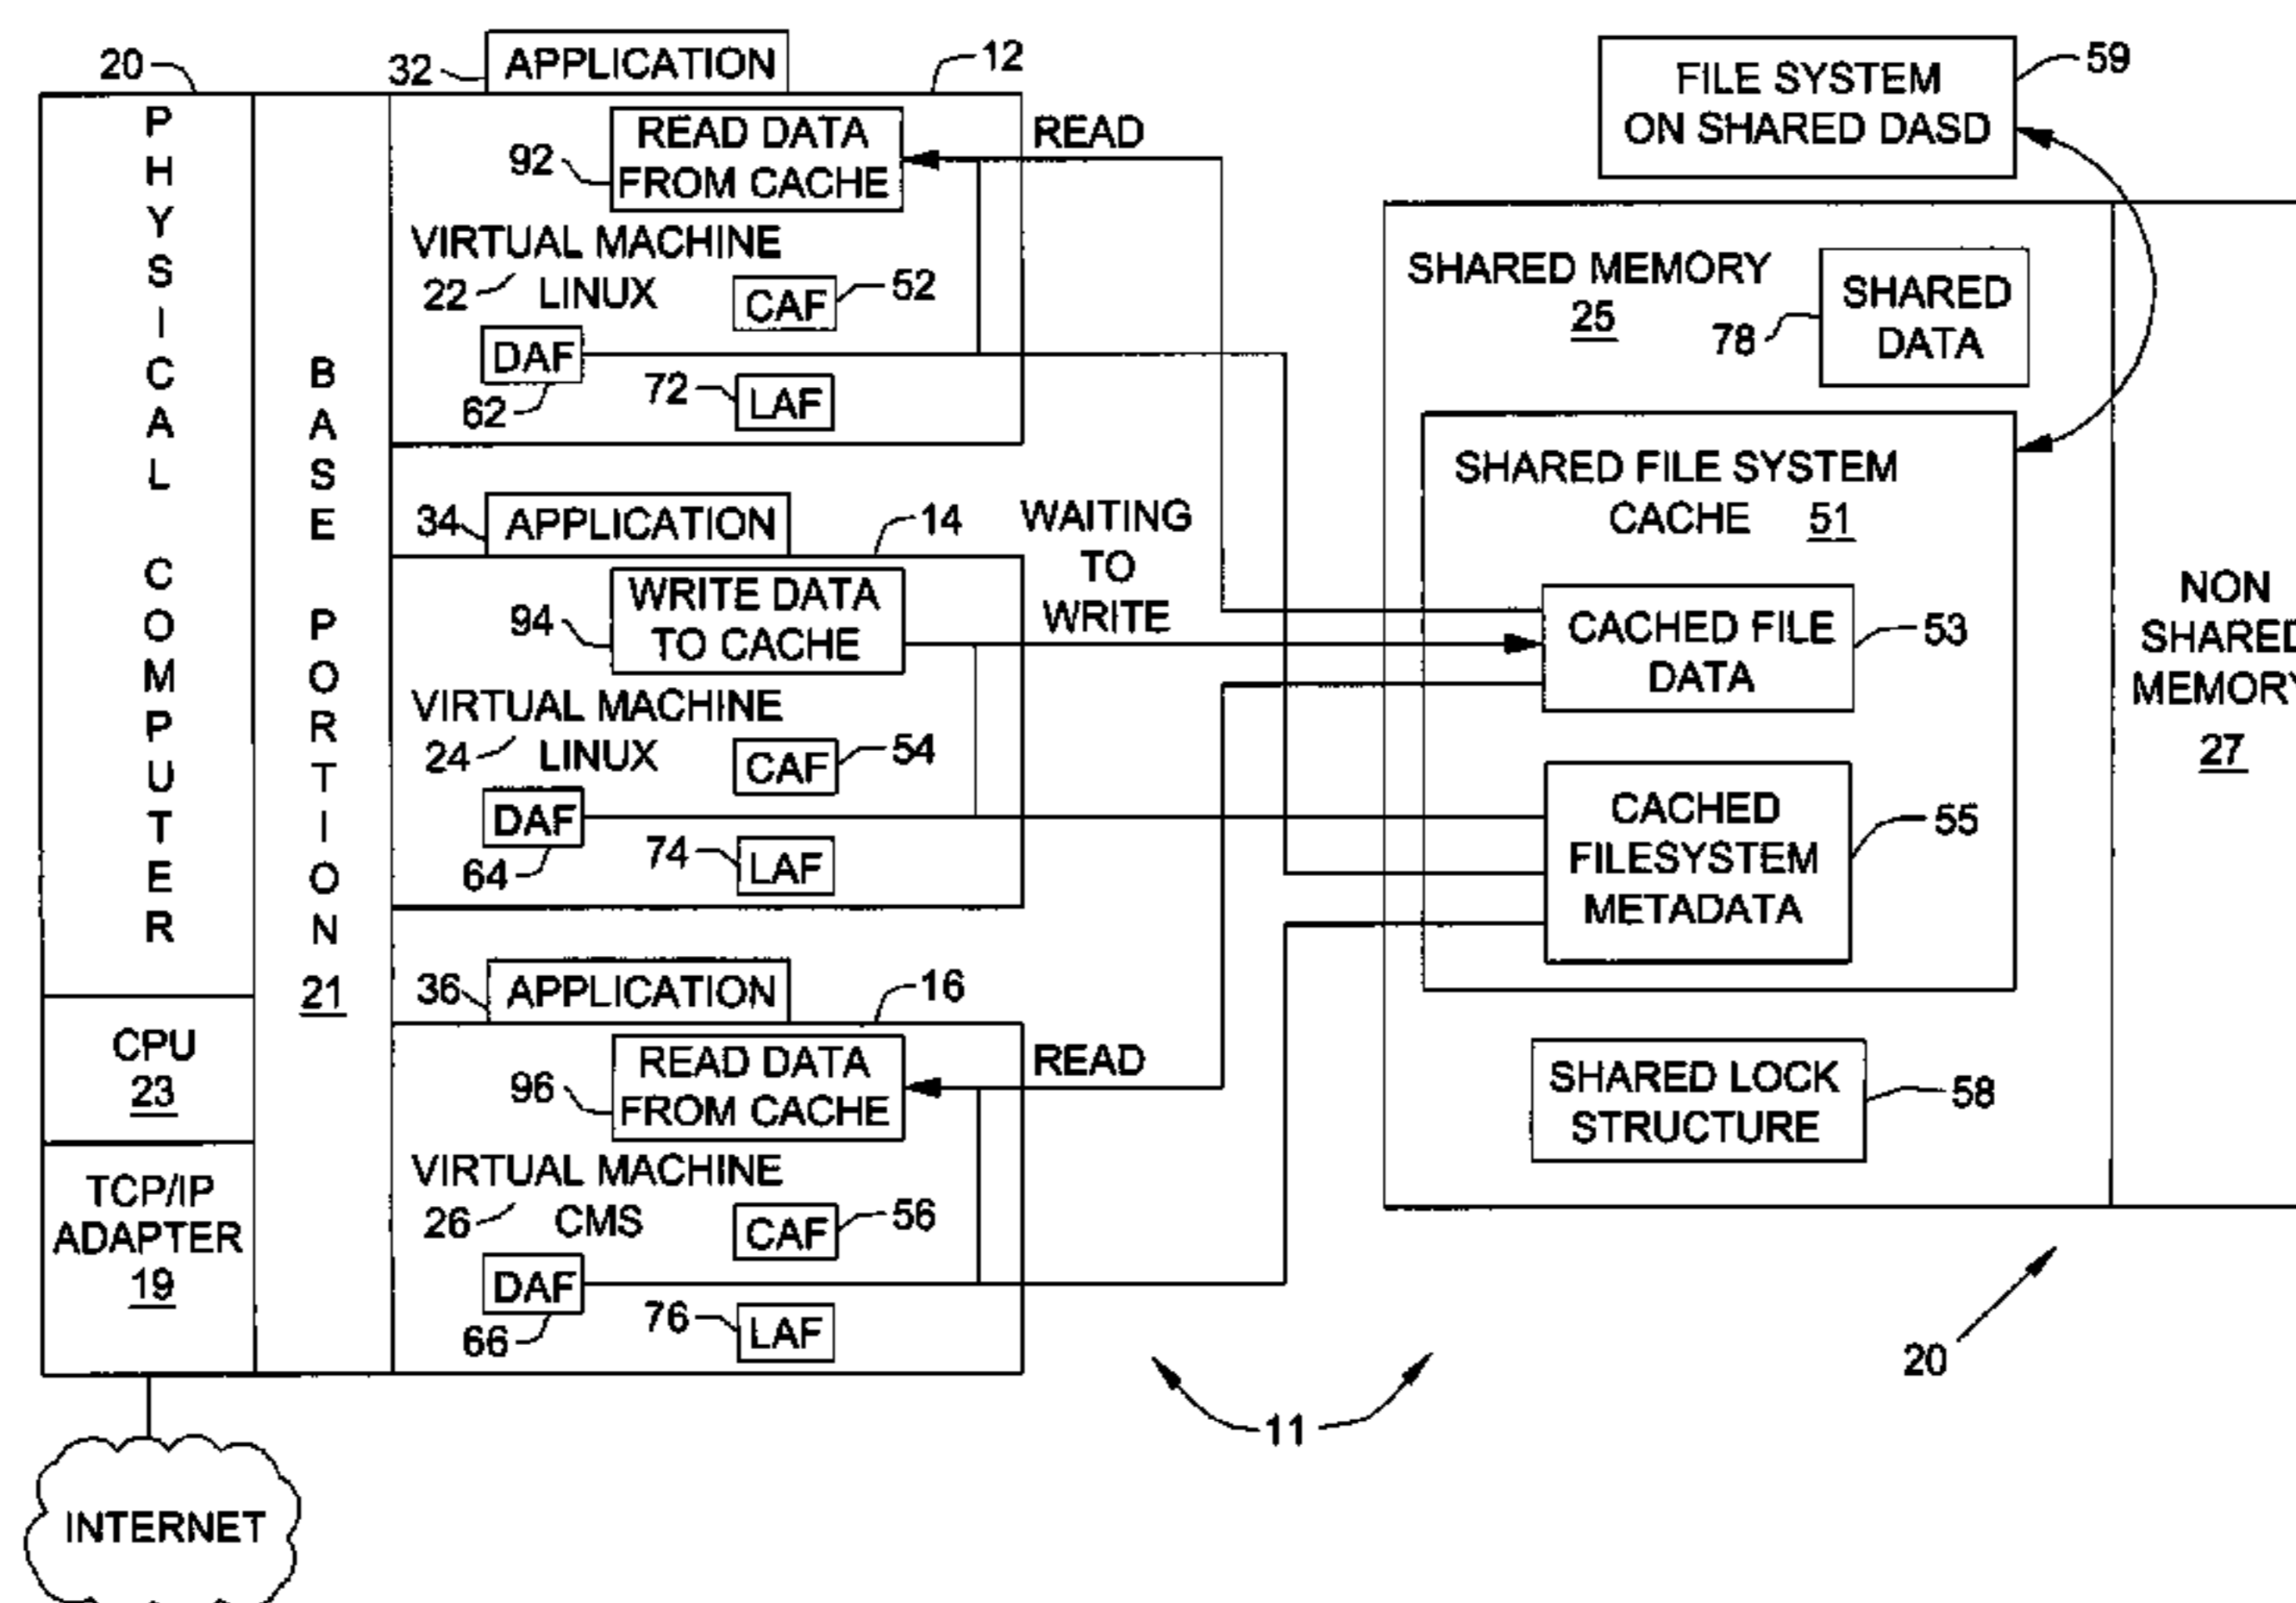 20
PHYSICAL COMPUTER
CPU
23
TCP/IP
ADAPTER
19
INTERNET
BASE PORTION
21
32
APPLICATION
12
92
READ DATA
FROM CACHE
READ
VIRTUAL MACHINE
22
LINUX
CAF
52
DAF
62
72
LAF
34
APPLICATION
14
WAITING
TO
WRITE
94
WRITE DATA
TO CACHE
VIRTUAL MACHINE
24
LINUX
CAF
54
DAF
64
74
LAF
36
APPLICATION
16
96
READ DATA
FROM CACHE
READ
VIRTUAL MACHINE
26
CMS
CAF
56
DAF
66
76
LAF
11
FILE SYSTEM
ON SHARED DASD
59
SHARED MEMORY
25
78
SHARED
DATA
SHARED FILE SYSTEM
CACHE 51
CACHED FILE
DATA
53
CACHED
FILESYSTEM
METADATA
55
SHARED LOCK
STRUCTURE
58
NON
SHARED
MEMORY
27
20